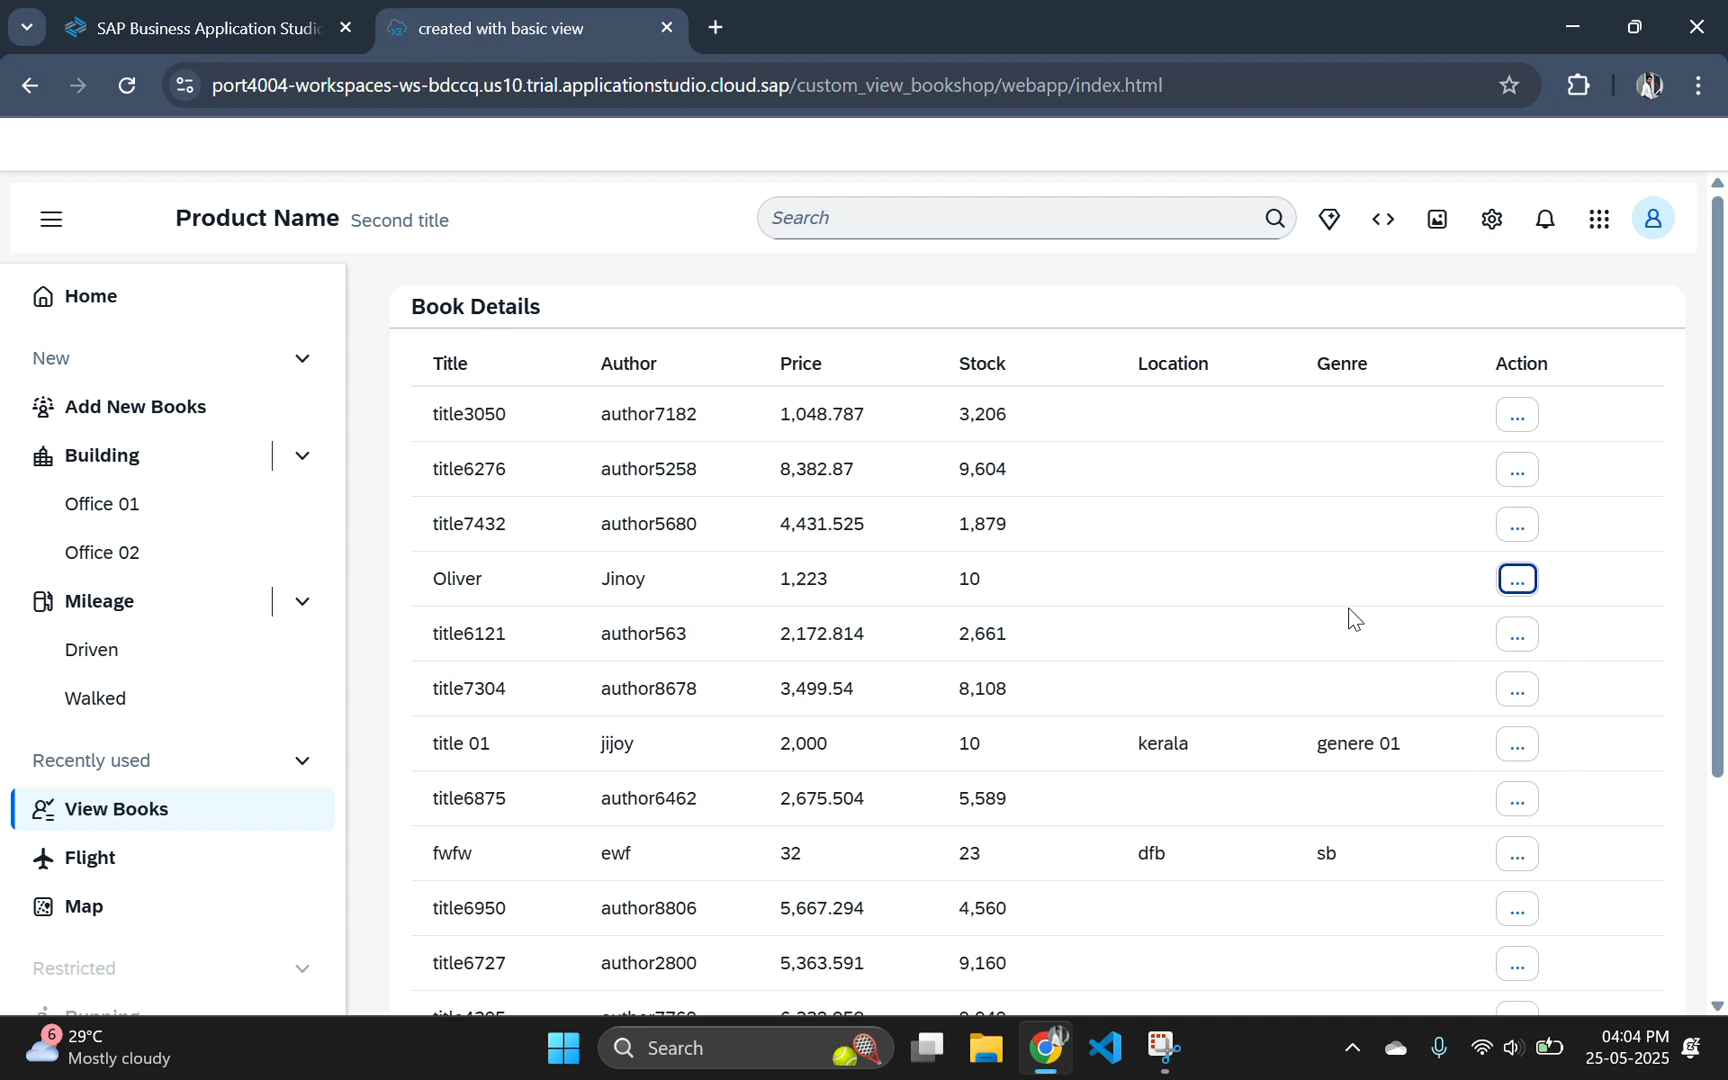 SAP Business Application Studio
created with basic view
port4004-workspaces-ws-bdccq.us10.trial.applicationstudio.cloud.sap/custom_view_bookshop/webapp/index.html
Product Name Second title
Search
Home
New
Add New Books
Building
Office 01
Office 02
Mileage
Driven
Walked
Recently used
View Books
Flight
Map
Restricted
Running
Book Details
Title Author Price Stock Location Genre Action
title3050 author7182 1,048.787 3,206 ...
title6276 author5258 8,382.87 9,604 ...
title7432 author5680 4,431.525 1,879 ...
Oliver Jinoy 1,223 10 ...
title6121 author563 2,172.814 2,661 ...
title7304 author8678 3,499.54 8,108 ...
title 01 jijoy 2,000 10 kerala genere 01 ...
title6875 author6462 2,675.504 5,589 ...
fwfw ewf 32 23 dfb sb ...
title6950 author8806 5,667.294 4,560 ...
title6727 author2800 5,363.591 9,160 ...
6
29°C
Mostly cloudy
Search
04:04 PM
25-05-2025